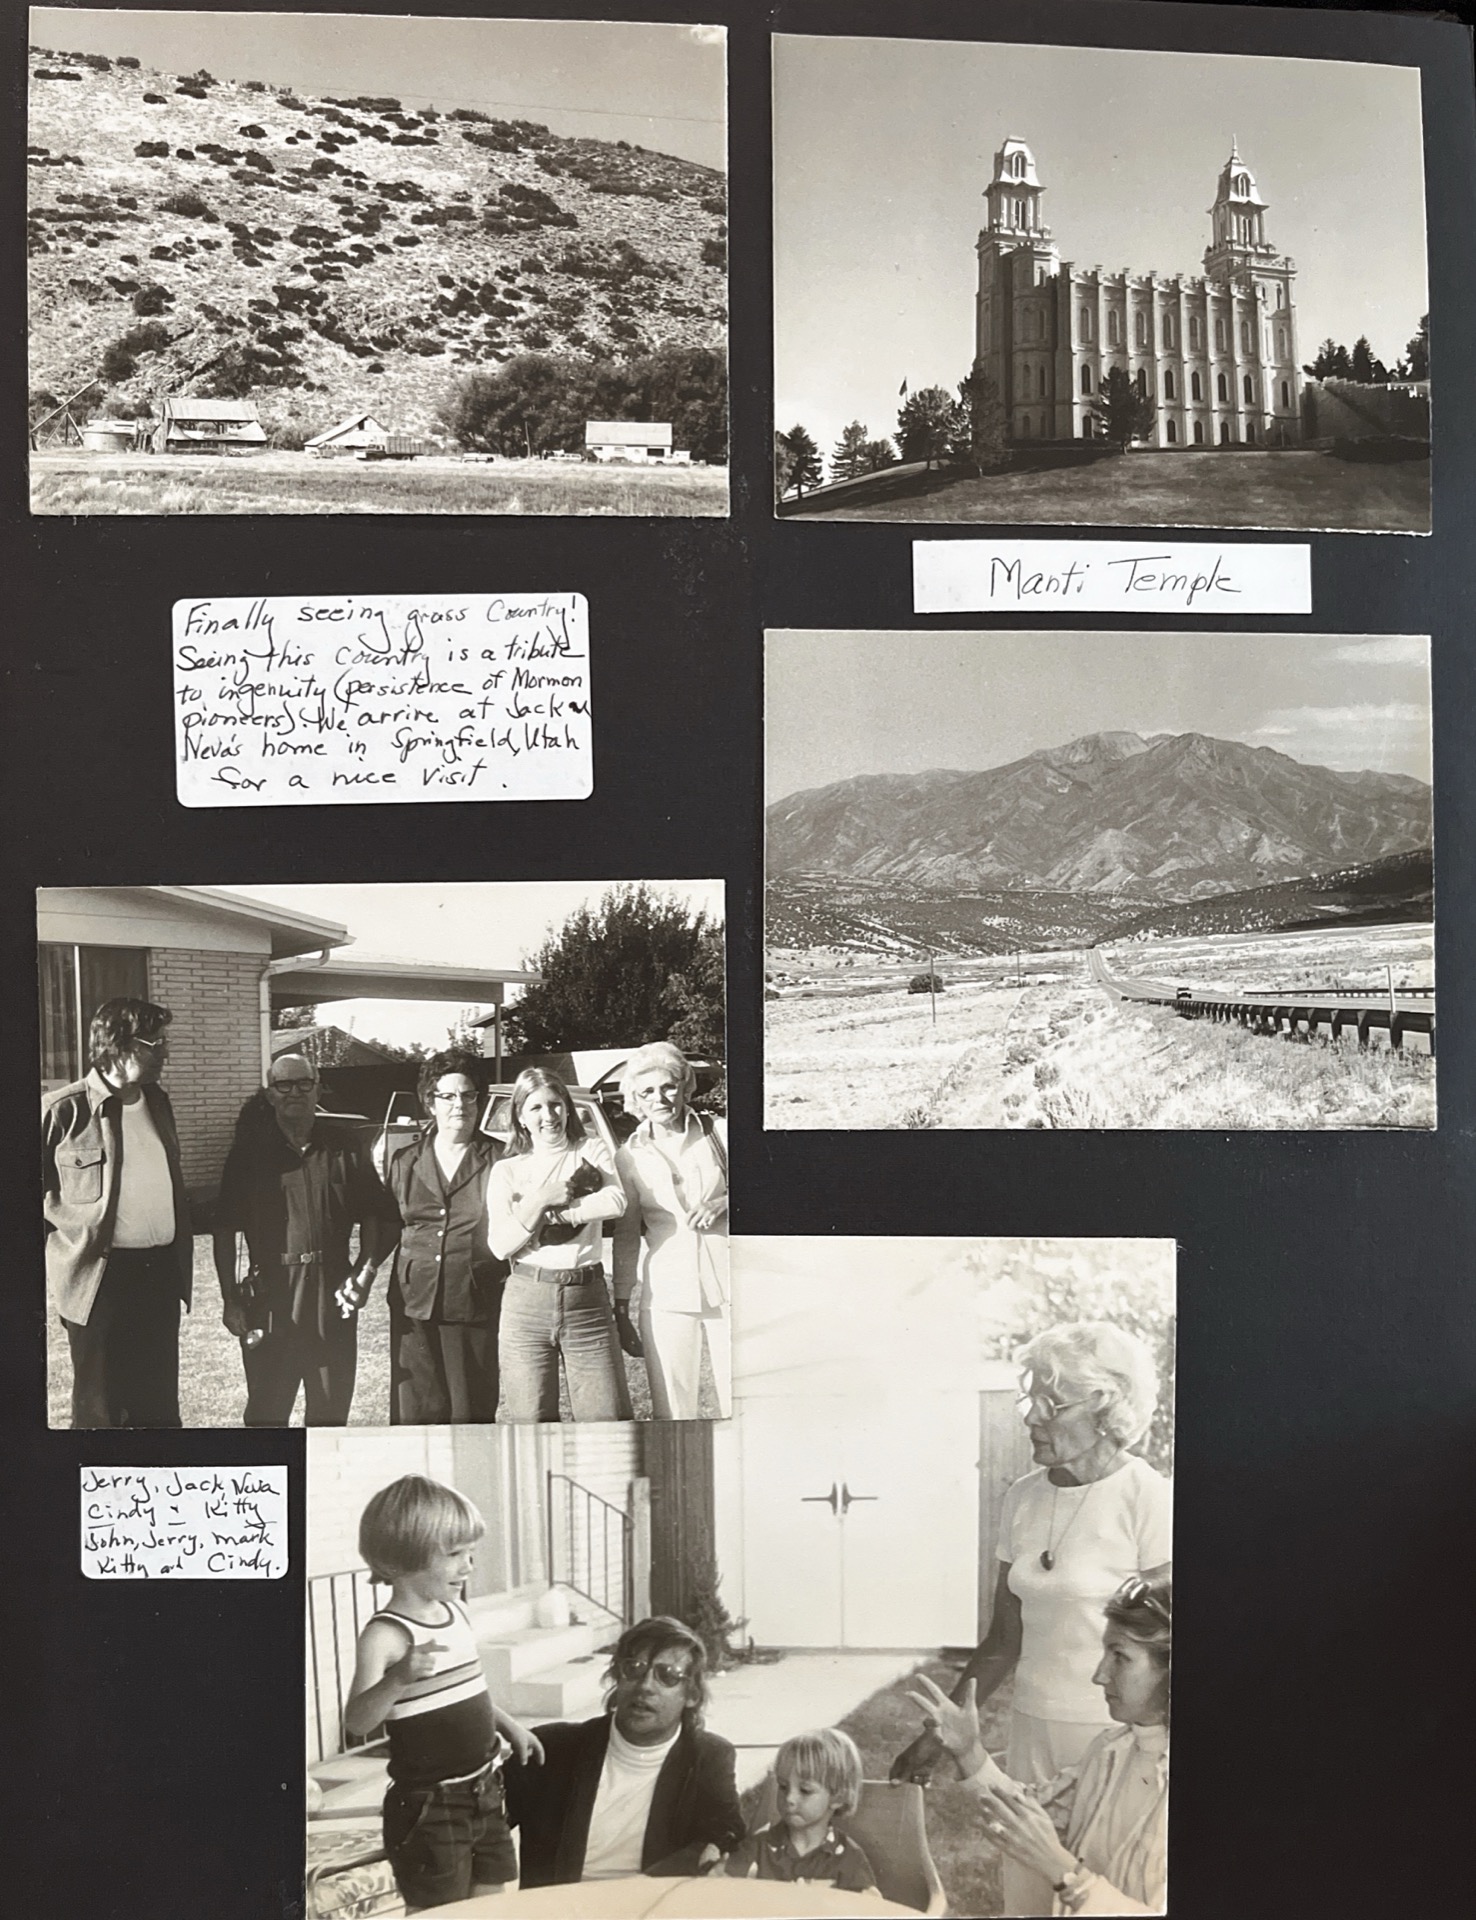 Manti Temple
Finally seeing grass Country!
Seeing this Country is a tribute
to ingenuity (persistence of Mormon
pioneers). We arrive at Jack &
Neva's home in Springfield, Utah
for a nice visit.
Jerry, Jack, Neva
Cindy & Kitty
John, Jerry, Mark
Kitty and Cindy.